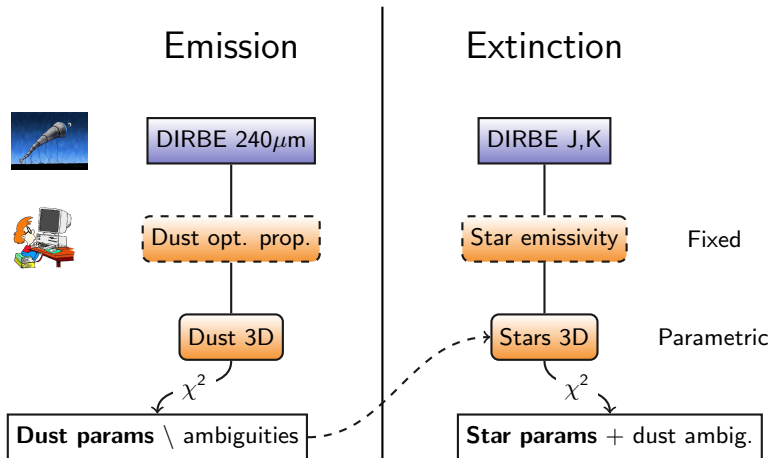 Emission
Extinction
DIRBE 240μm
DIRBE J,K
Dust opt. prop.
Star emissivity
Fixed
Dust 3D
Stars 3D
Parametric
χ²
χ²
Dust params \ ambiguities
Star params + dust ambig.